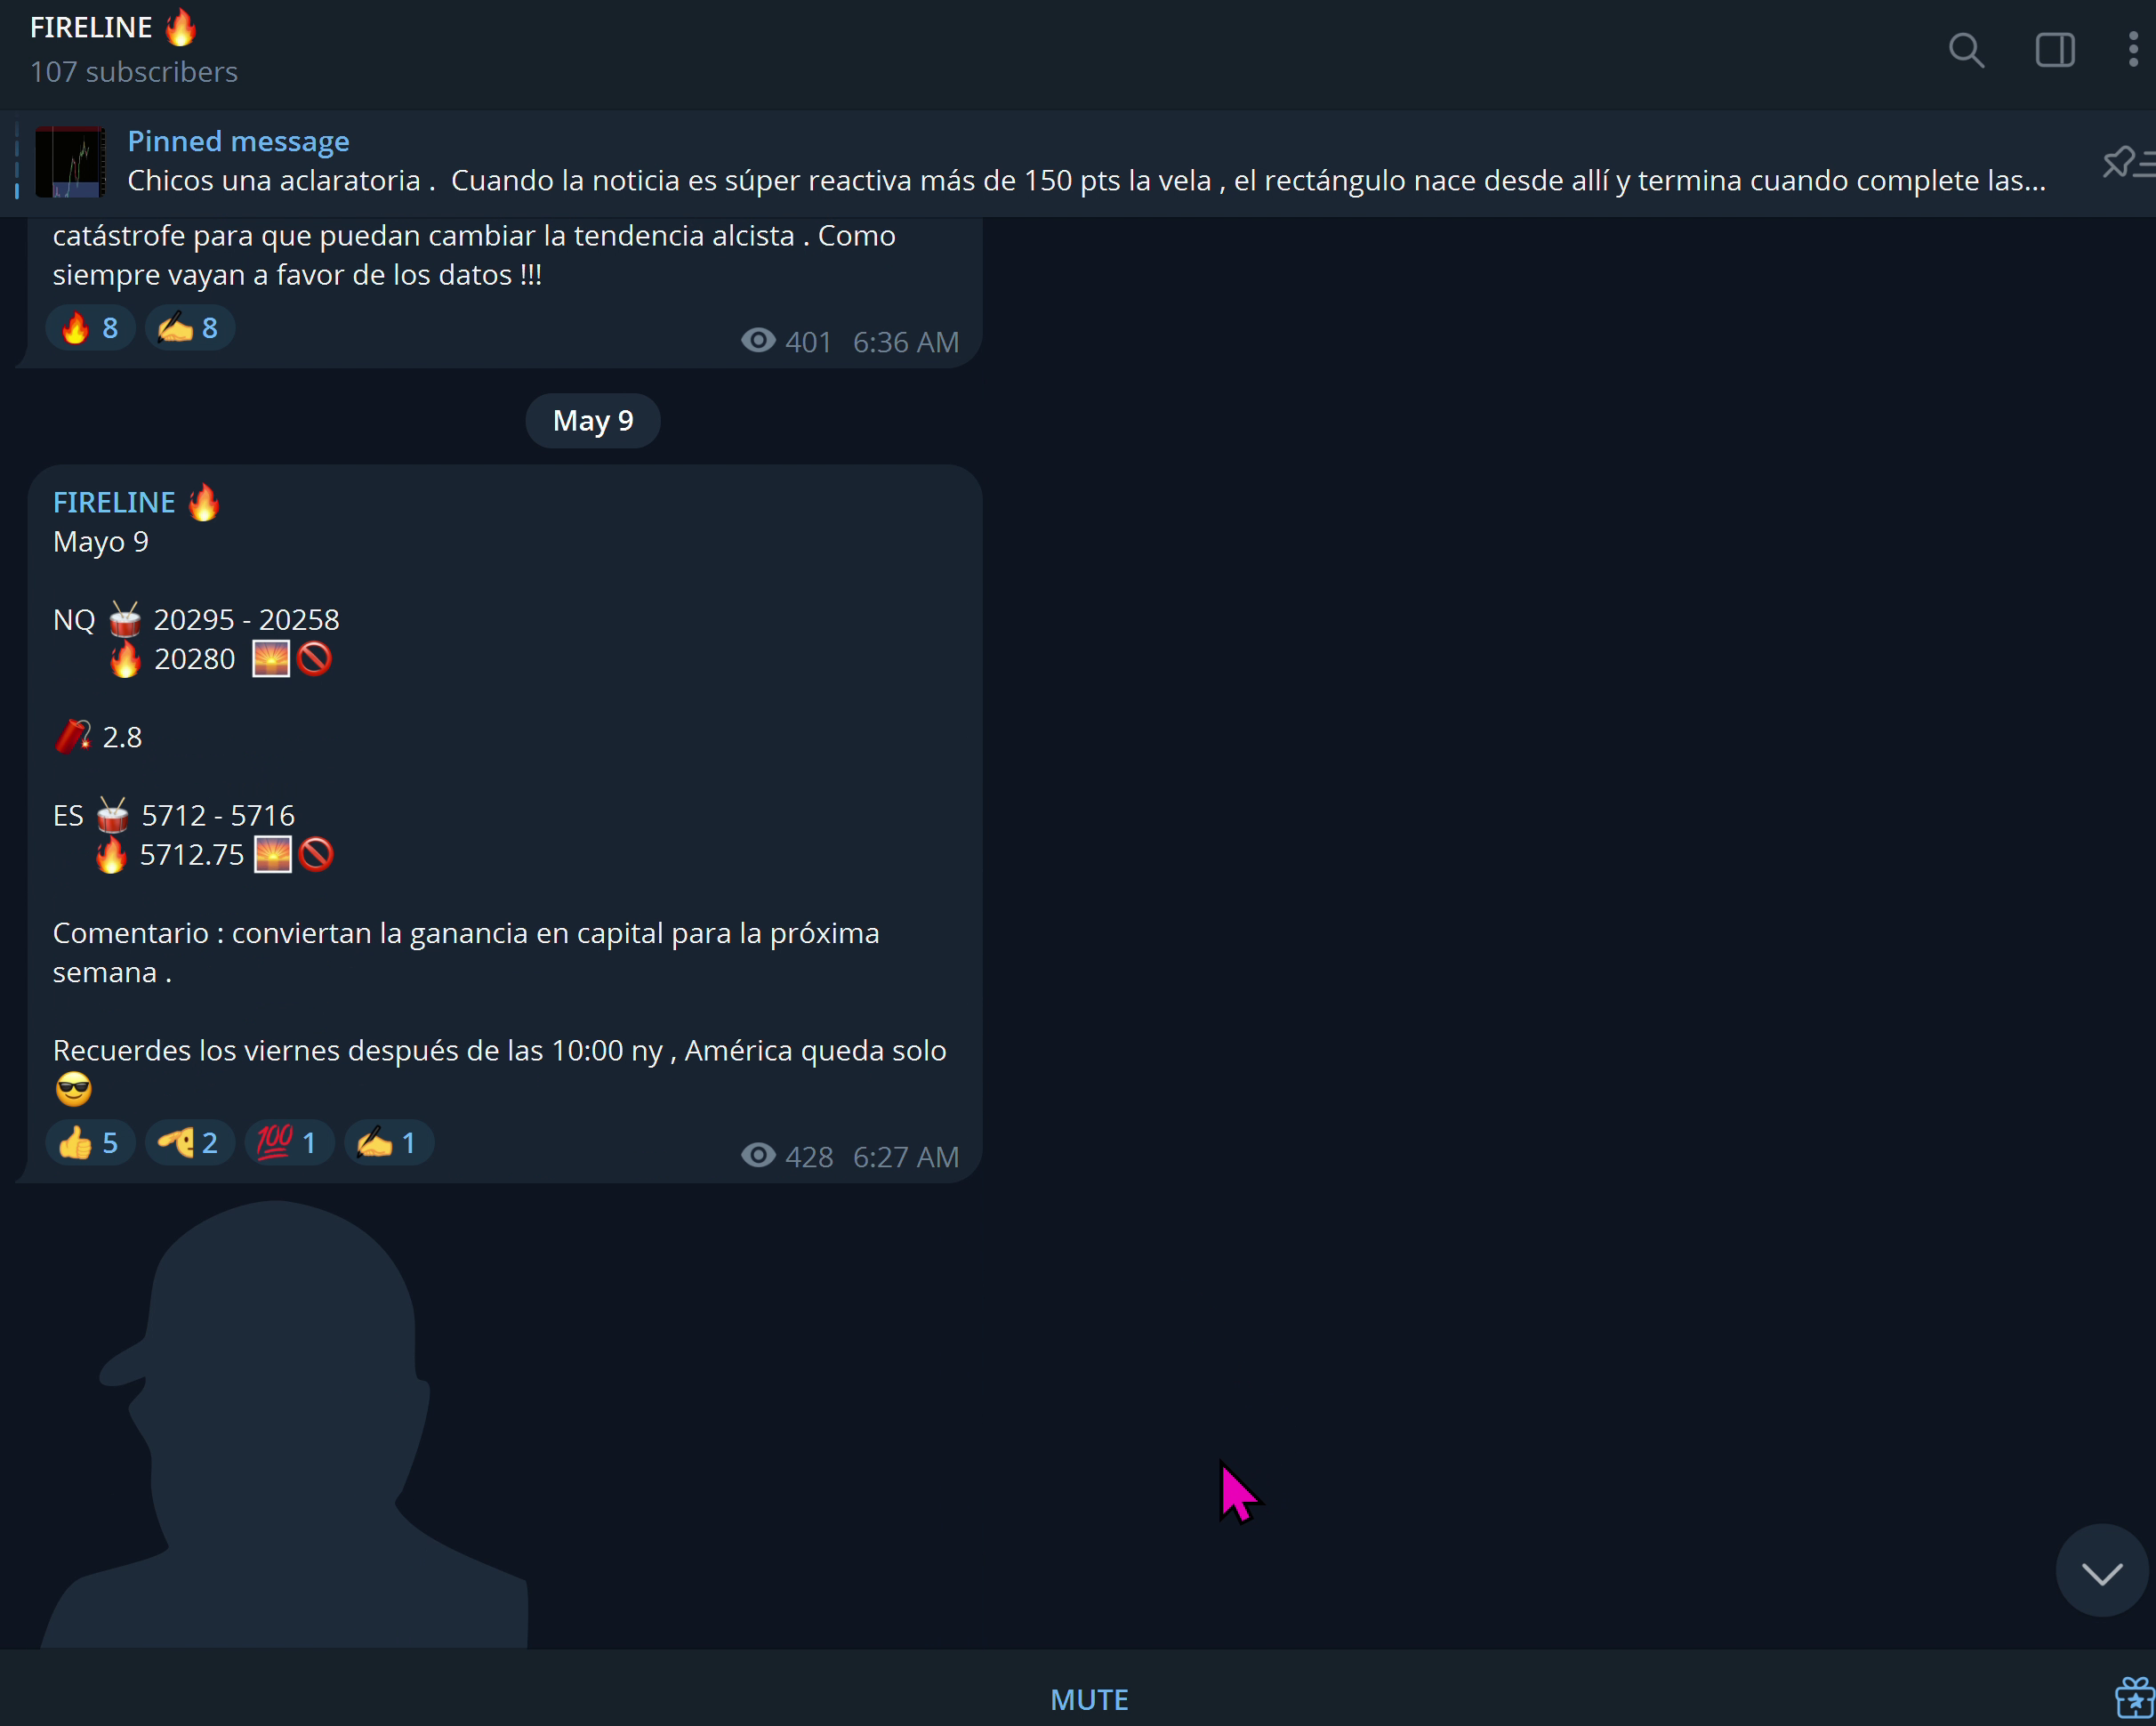 FIRELINE 🔥
107 subscribers
Pinned message
Chicos una aclaratoria .  Cuando la noticia es súper reactiva más de 150 pts la vela , el rectángulo nace desde allí y termina cuando complete las...
catástrofe para que puedan cambiar la tendencia alcista . Como
siempre vayan a favor de los datos !!!
🔥 8 ✍️ 8
401 6:36 AM
May 9
FIRELINE 🔥
Mayo 9
NQ 🥁 20295 - 20258
🔥 20280 🌅🚫
🧨 2.8
ES 🥁 5712 - 5716
🔥 5712.75 🌅🚫
Comentario : conviertan la ganancia en capital para la próxima
semana .
Recuerdes los viernes después de las 10:00 ny , América queda solo
😎
👍 5 🫡 2 💯 1 ✍️ 1
428 6:27 AM
MUTE